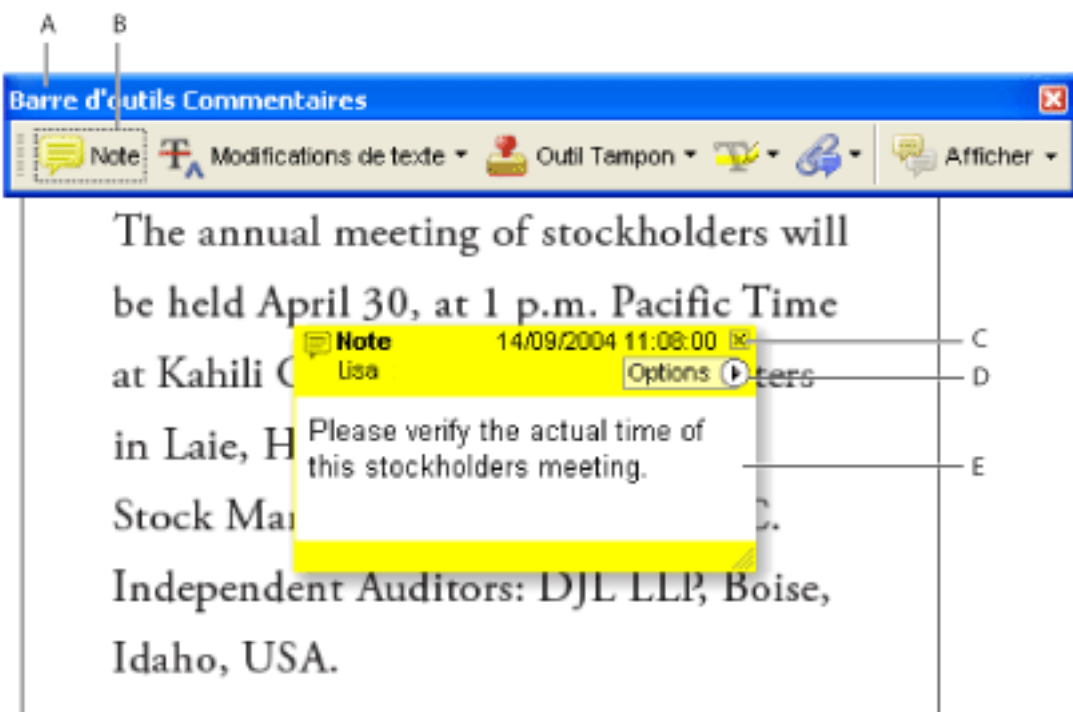 A B
Barre d'outils Commentaires
Note Modifications de texte Outil Tampon Afficher
The annual meeting of stockholders will
be held April 30, at 1 p.m. Pacific Time
Note 14/09/2004 11:08:00 C
at Kahili
Lisa Options D
Please verify the actual time of
in Laie, H
this stockholders meeting. E
Stock Mar C.
Independent Auditors: DJL LLP, Boise,
Idaho, USA.